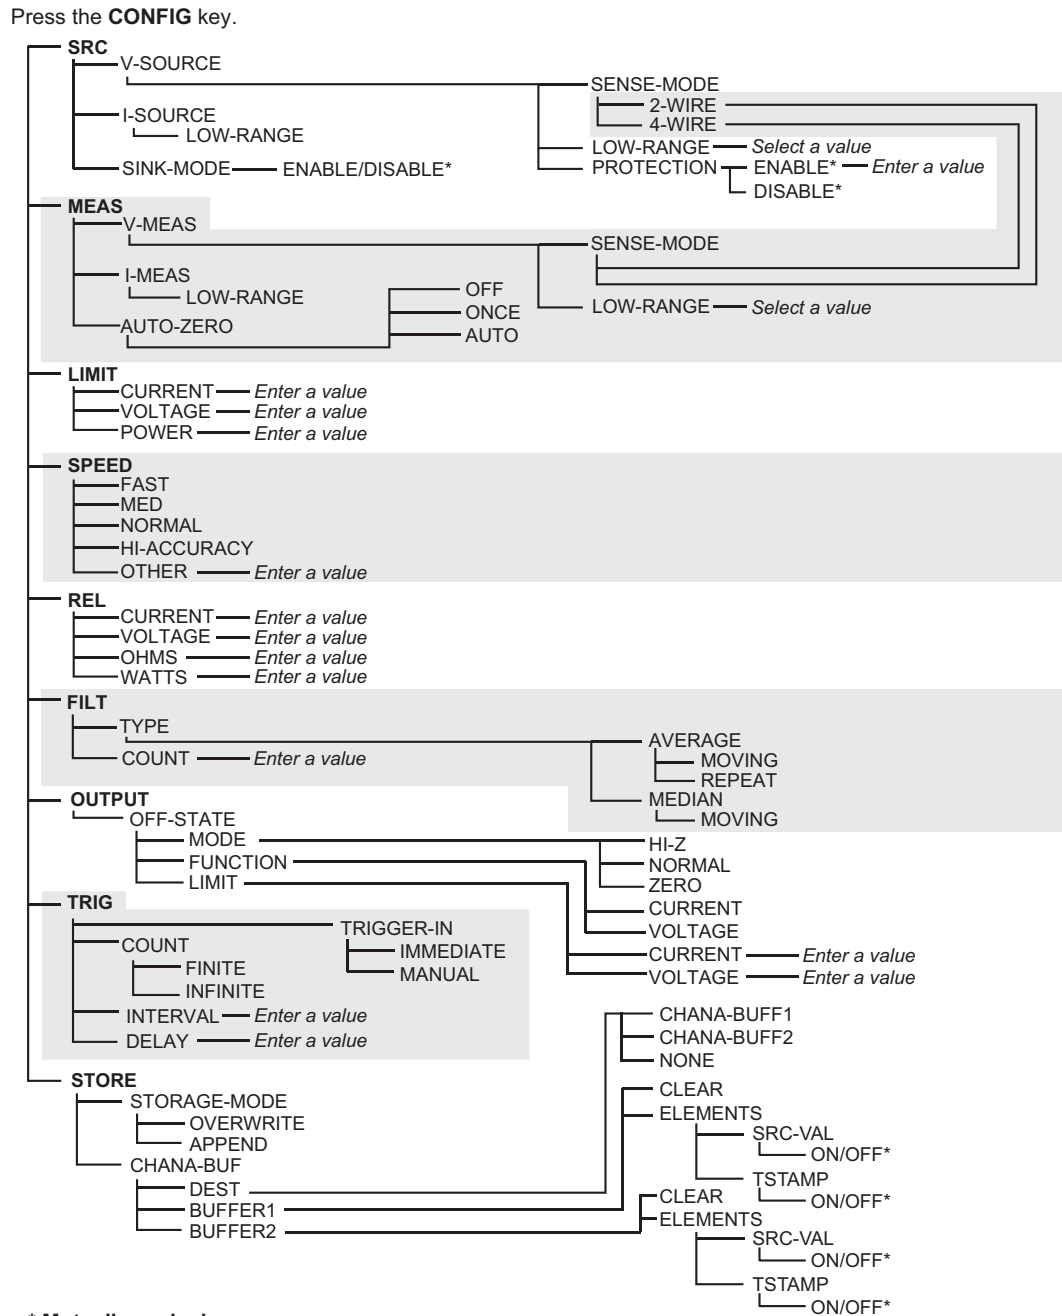 Press the CONFIG key.
SRC
V-SOURCE
SENSE-MODE
2-WIRE
4-WIRE
LOW-RANGE Select a value
PROTECTION ENABLE* Enter a value
DISABLE*
I-SOURCE
LOW-RANGE
SINK-MODE ENABLE/DISABLE*
MEAS
V-MEAS
SENSE-MODE
LOW-RANGE Select a value
I-MEAS
LOW-RANGE
AUTO-ZERO
OFF
ONCE
AUTO
LIMIT
CURRENT Enter a value
VOLTAGE Enter a value
POWER Enter a value
SPEED
FAST
MED
NORMAL
HI-ACCURACY
OTHER Enter a value
REL
CURRENT Enter a value
VOLTAGE Enter a value
OHMS Enter a value
WATTS Enter a value
FILT
TYPE
AVERAGE
MOVING
REPEAT
MEDIAN
MOVING
COUNT Enter a value
OUTPUT
OFF-STATE
MODE
FUNCTION
LIMIT
HI-Z
NORMAL
ZERO
CURRENT
VOLTAGE
CURRENT Enter a value
VOLTAGE Enter a value
TRIG
TRIGGER-IN
IMMEDIATE
MANUAL
COUNT
FINITE
INFINITE
INTERVAL Enter a value
DELAY Enter a value
STORE
STORAGE-MODE
OVERWRITE
APPEND
CHANA-BUF
DEST
BUFFER1
BUFFER2
CHANA-BUFF1
CHANA-BUFF2
NONE
CLEAR
ELEMENTS
SRC-VAL
ON/OFF*
TSTAMP
ON/OFF*
CLEAR
ELEMENTS
SRC-VAL
ON/OFF*
TSTAMP
ON/OFF*